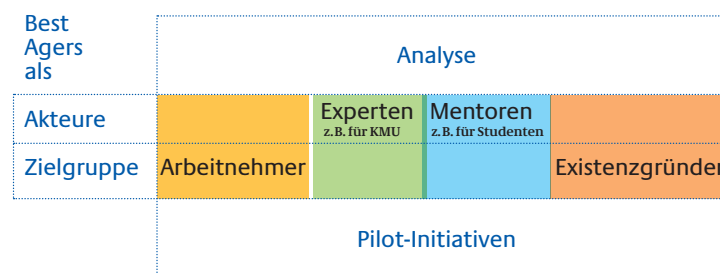 Best
Agers
als
Analyse
Akteure
Experten
z.B. für KMU
Mentoren
z.B. für Studenten
Zielgruppe
Arbeitnehmer
Existenzgründer
Pilot-Initiativen